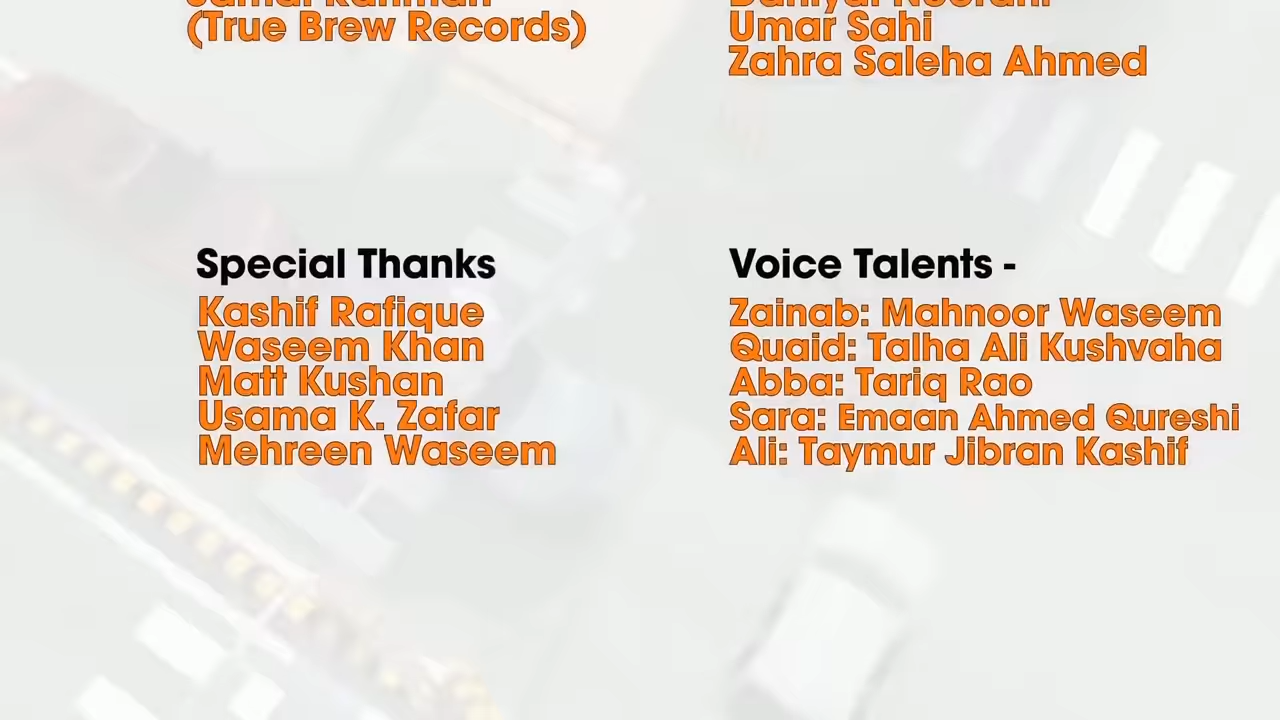 (True Brew Records)
Umar Sahi
Zahra Saleha Ahmed
Special Thanks
Kashif Rafique
Waseem Khan
Matt Kushan
Usama K. Zafar
Mehreen Waseem
Voice Talents -
Zainab: Mahnoor Waseem
Quaid: Talha Ali Kushvaha
Abba: Tariq Rao
Sara: Emaan Ahmed Qureshi
Ali: Taymur Jibran Kashif